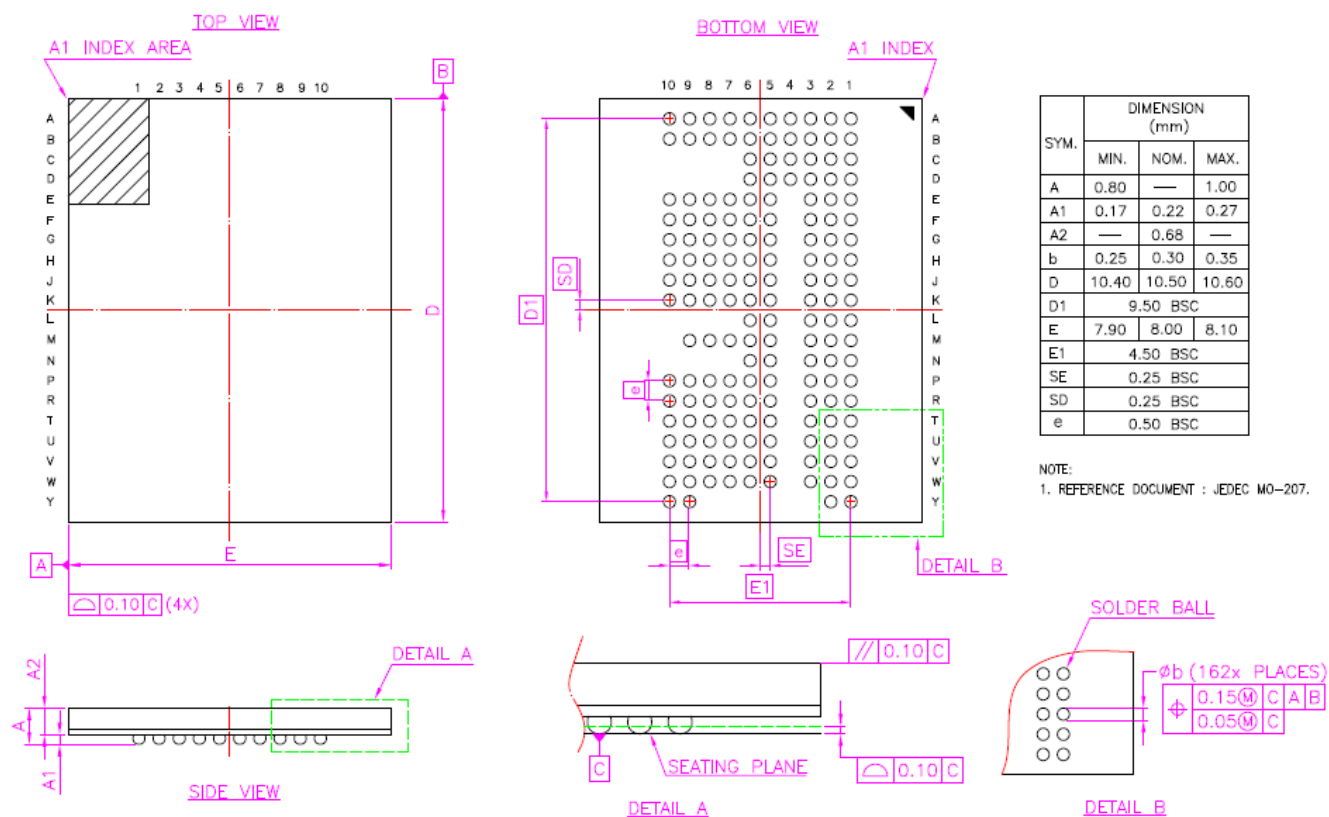 TOP VIEW
A1 INDEX AREA
B
1 2 3 4 5 6 7 8 9 10
A
B
C
D
E
F
G
H
J
K
L
M
N
P
R
T
U
V
W
Y
D
A
E
⌓ 0.10 C (4X)
BOTTOM VIEW
A1 INDEX
10 9 8 7 6 5 4 3 2 1
A
B
C
D
E
F
G
H
J
K
L
M
N
P
R
T
U
V
W
Y
SD
D1
e
e
SE
E1
DETAIL B
SYM. DIMENSION (mm)
MIN. NOM. MAX.
A 0.80 — 1.00
A1 0.17 0.22 0.27
A2 — 0.68 —
b 0.25 0.30 0.35
D 10.40 10.50 10.60
D1 9.50 BSC
E 7.90 8.00 8.10
E1 4.50 BSC
SE 0.25 BSC
SD 0.25 BSC
e 0.50 BSC
NOTE:
1. REFERENCE DOCUMENT : JEDEC MO-207.
A2
A
A1
DETAIL A
SIDE VIEW
// 0.10 C
C
SEATING PLANE
⌓ 0.10 C
DETAIL A
SOLDER BALL
Øb (162x PLACES)
⌖ 0.15Ⓜ C A B
0.05Ⓜ C
DETAIL B